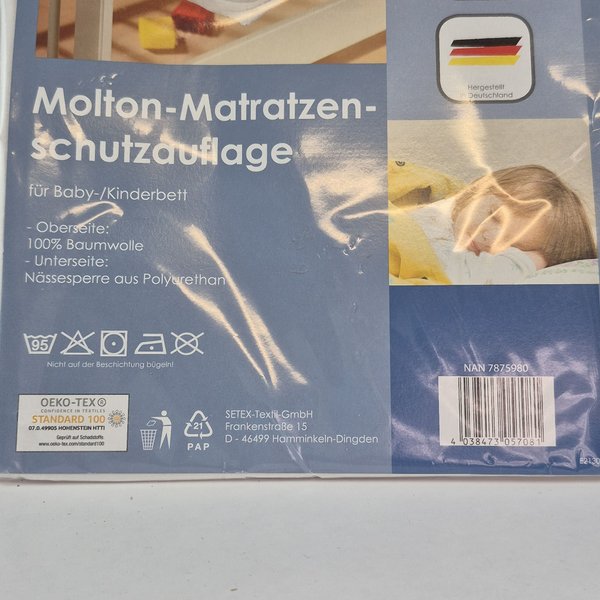 Hergestellt
in Deutschland
Molton-Matratzen-
schutzauflage
für Baby-/Kinderbett
- Oberseite:
100% Baumwolle
- Unterseite:
Nässesperre aus Polyurethan
95
Nicht auf der Beschichtung bügeln!
OEKO-TEX®
CONFIDENCE IN TEXTILES
STANDARD 100
07.0.49905 HOHENSTEIN HTTI
Geprüft auf Schadstoffe
www.oeko-tex.com/standard100
21
PAP
SETEX-Textil-GmbH
Frankenstraße 15
D - 46499 Hamminkeln-Dingden
NAN 7875980
4 038473 057081